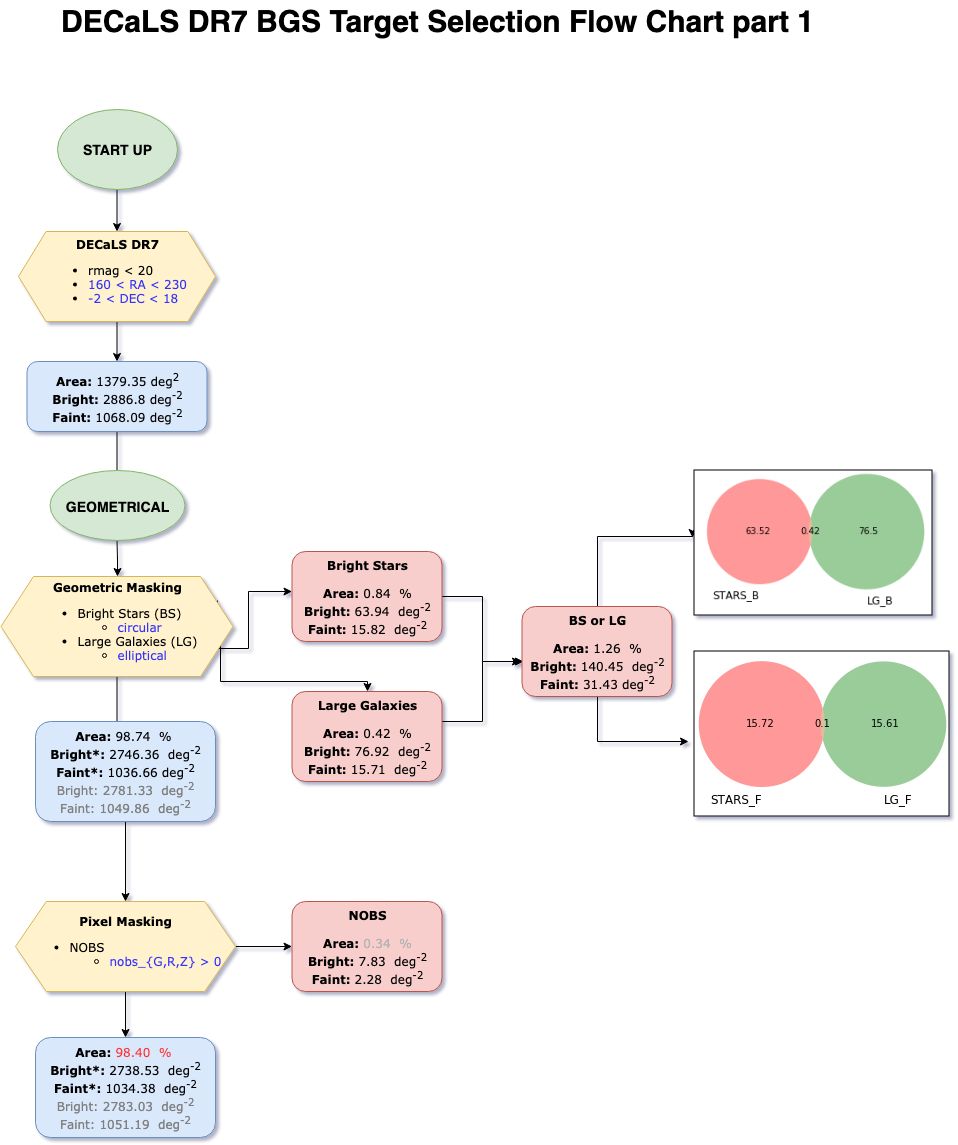 DECaLS DR7 BGS Target Selection Flow Chart part 1
START UP
DECaLS DR7
• rmag < 20
• 160 < RA < 230
• -2 < DEC < 18
Area: 1379.35 deg²
Bright: 2886.8 deg⁻²
Faint: 1068.09 deg⁻²
GEOMETRICAL
Geometric Masking
• Bright Stars (BS)
○ circular
• Large Galaxies (LG)
○ elliptical
Bright Stars
Area: 0.84 %
Bright: 63.94 deg⁻²
Faint: 15.82 deg⁻²
Large Galaxies
Area: 0.42 %
Bright: 76.92 deg⁻²
Faint: 15.71 deg⁻²
BS or LG
Area: 1.26 %
Bright: 140.45 deg⁻²
Faint: 31.43 deg⁻²
63.52 0.42 76.5
STARS_B
LG_B
15.72 0.1 15.61
STARS_F LG_F
Area: 98.74 %
Bright*: 2746.36 deg⁻²
Faint*: 1036.66 deg⁻²
Bright: 2781.33 deg⁻²
Faint: 1049.86 deg⁻²
Pixel Masking
• NOBS
○ nobs_{G,R,Z} > 0
NOBS
Area: 0.34 %
Bright: 7.83 deg⁻²
Faint: 2.28 deg⁻²
Area: 98.40 %
Bright*: 2738.53 deg⁻²
Faint*: 1034.38 deg⁻²
Bright: 2783.03 deg⁻²
Faint: 1051.19 deg⁻²